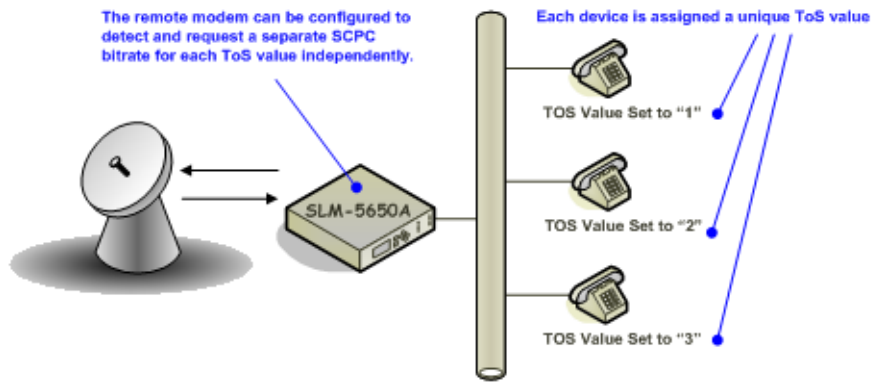 The remote modem can be configured to
detect and request a separate SCPC
bitrate for each ToS value independently.
Each device is assigned a unique ToS value
TOS Value Set to "1"
SLM-5650A
TOS Value Set to "2"
TOS Value Set to "3"